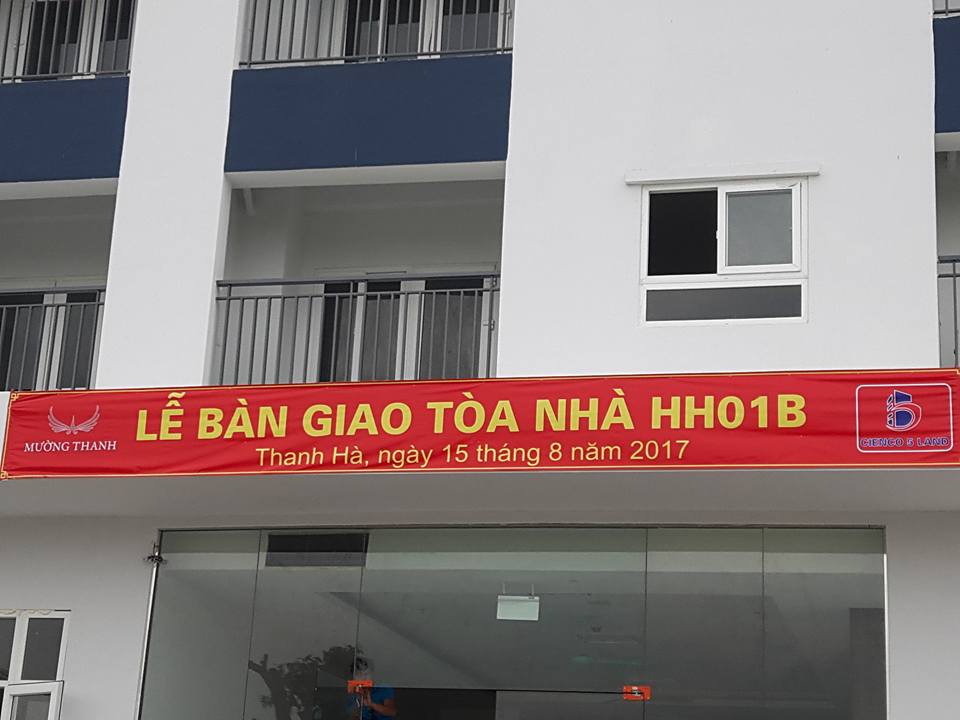 LỄ BÀN GIAO TÒA NHÀ HH01B
Thanh Hà, ngày 15 tháng 8 năm 2017
MƯỜNG THANH
5
CIENCO 5 LAND